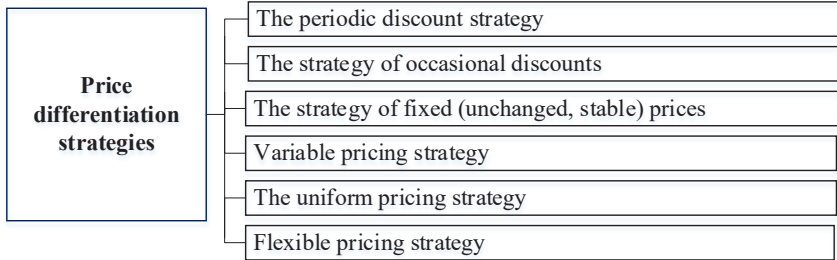 Price
differentiation
strategies
The periodic discount strategy
The strategy of occasional discounts
The strategy of fixed (unchanged, stable) prices
Variable pricing strategy
The uniform pricing strategy
Flexible pricing strategy